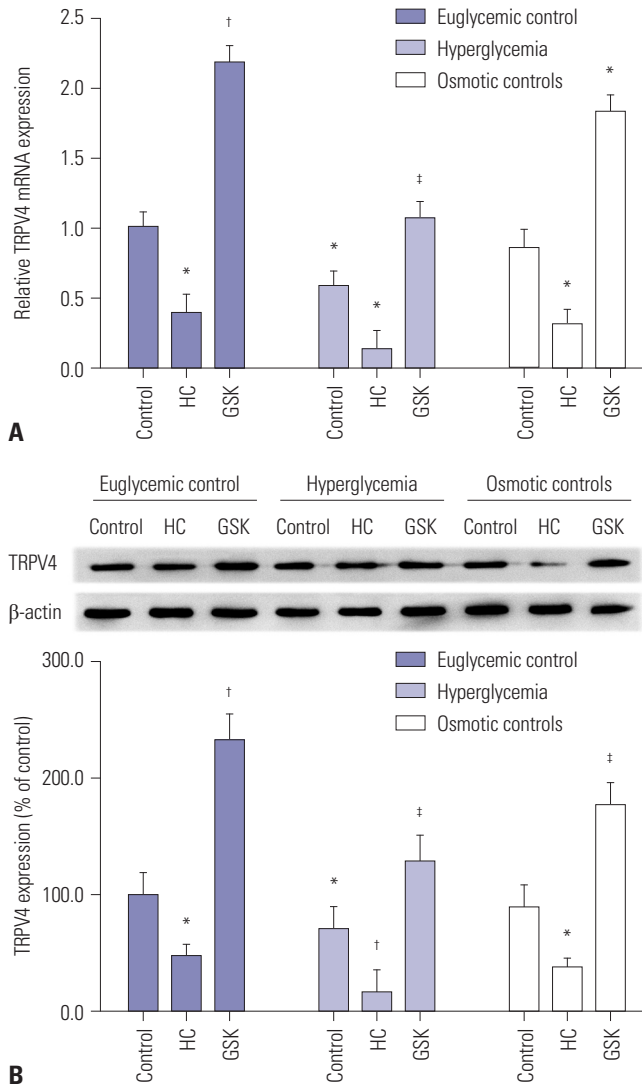 2.5
2.0
1.5
1.0
0.5
0.0
Relative TRPV4 mRNA expression
Euglycemic control
Hyperglycemia
Osmotic controls
*
†
*
*
‡
*
*
Control
HC
GSK
Control
HC
GSK
Control
HC
GSK
A
Euglycemic control Hyperglycemia Osmotic controls
Control HC GSK Control HC GSK Control HC GSK
TRPV4
β-actin
300.0
200.0
100.0
0.0
TRPV4 expression (% of control)
Euglycemic control
Hyperglycemia
Osmotic controls
*
†
*
†
‡
*
‡
Control
HC
GSK
Control
HC
GSK
Control
HC
GSK
B